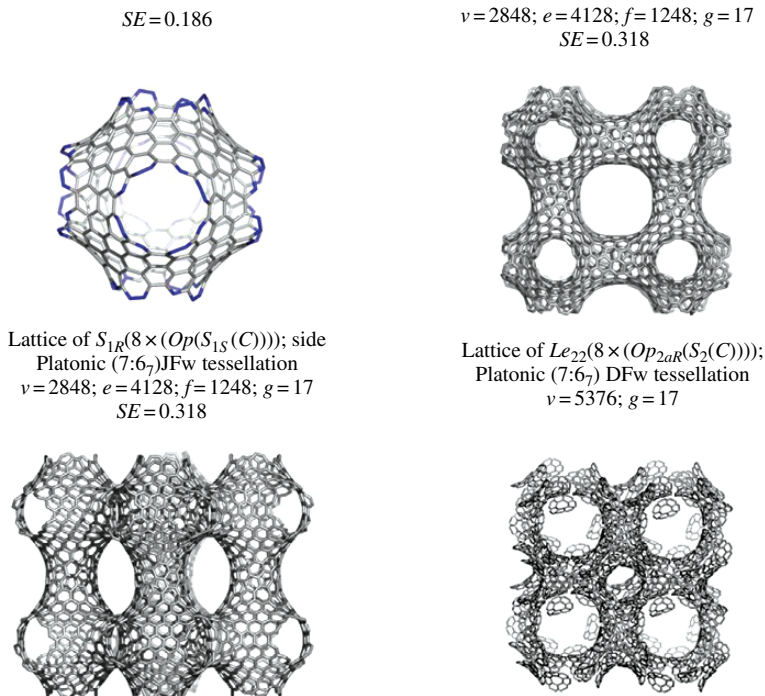 SE = 0.186
v = 2848; e = 4128; f = 1248; g = 17
SE = 0.318
Lattice of S₁R(8 × (Op(S₁S(C)))); side
Platonic (7:6₇)JFw tessellation
v = 2848; e = 4128; f = 1248; g = 17
SE = 0.318
Lattice of Le₂₂(8 × (Op₂ₐR(S₂(C))));
Platonic (7:6₇) DFw tessellation
v = 5376; g = 17